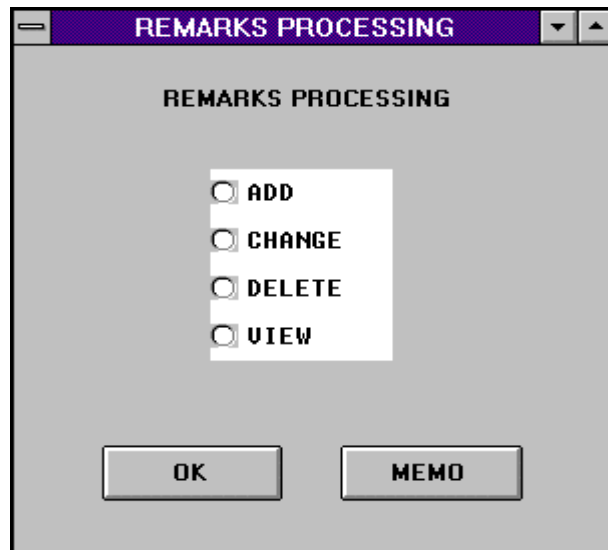 REMARKS PROCESSING
REMARKS PROCESSING
ADD
CHANGE
DELETE
VIEW
OK MEMO